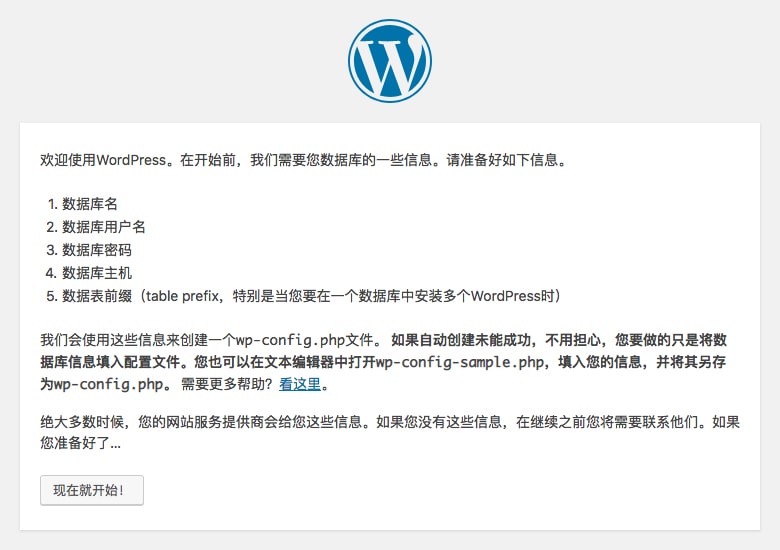 欢迎使用WordPress。在开始前，我们需要您数据库的一些信息。请准备好如下信息。
1. 数据库名
2. 数据库用户名
3. 数据库密码
4. 数据库主机
5. 数据表前缀（table prefix，特别是当您要在一个数据库中安装多个WordPress时）
我们会使用这些信息来创建一个wp-config.php文件。 如果自动创建未能成功，不用担心，您要做的只是将
数据库信息填入配置文件。您也可以在文本编辑器中打开wp-config-sample.php，填入您的信息，并将其另存
为wp-config.php。 需要更多帮助？看这里。
绝大多数时候，您的网站服务提供商会给您这些信息。如果您没有这些信息，在继续之前您将需要联系他们。如果
您准备好了...
现在就开始！